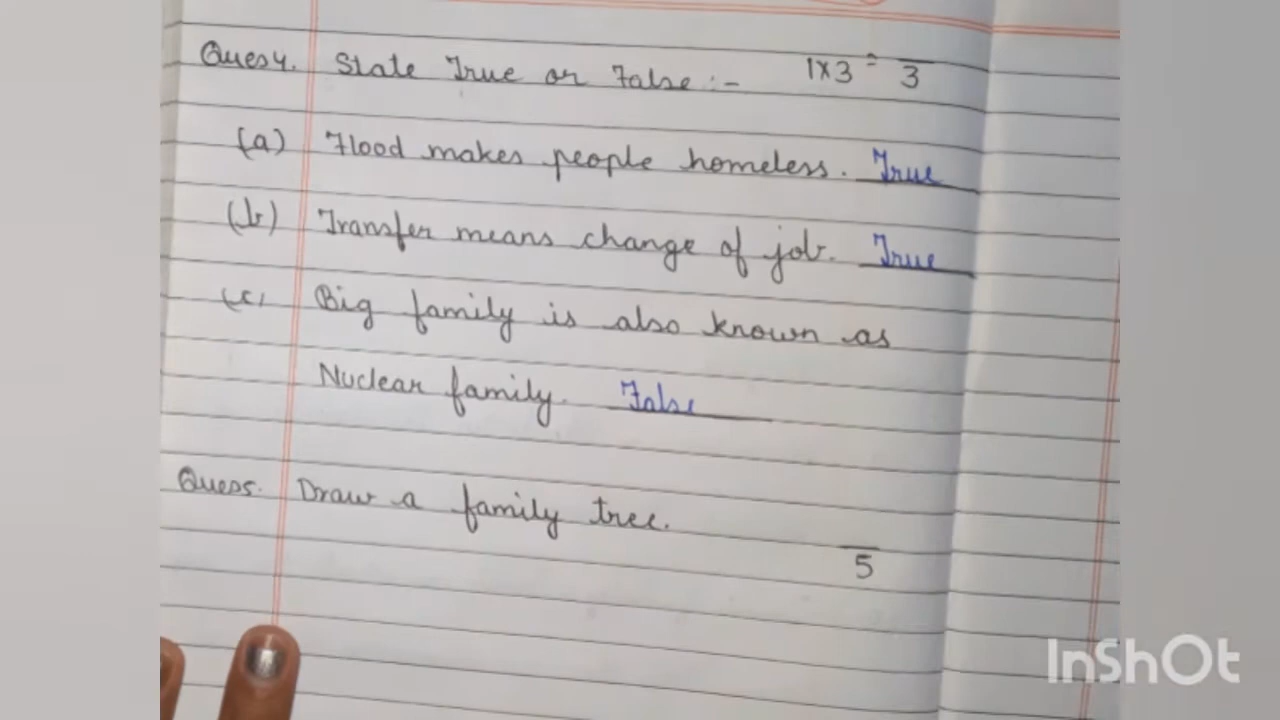 Ques4. State True or False :- 1x3 = 3
(a) Flood makes people homeless. True
(b) Transfer means change of job. True
(c) Big family is also known as
Nuclear family. False
Ques5. Draw a family tree.
5
InShOt